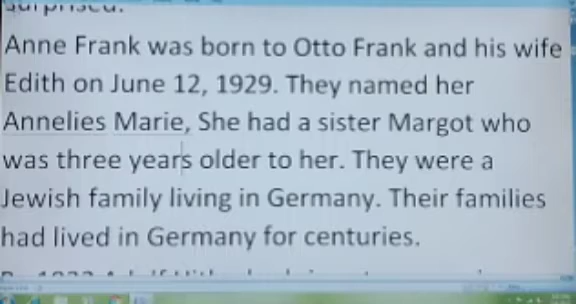 surprised.
Anne Frank was born to Otto Frank and his wife
Edith on June 12, 1929. They named her
Annelies Marie, She had a sister Margot who
was three years older to her. They were a
Jewish family living in Germany. Their families
had lived in Germany for centuries.